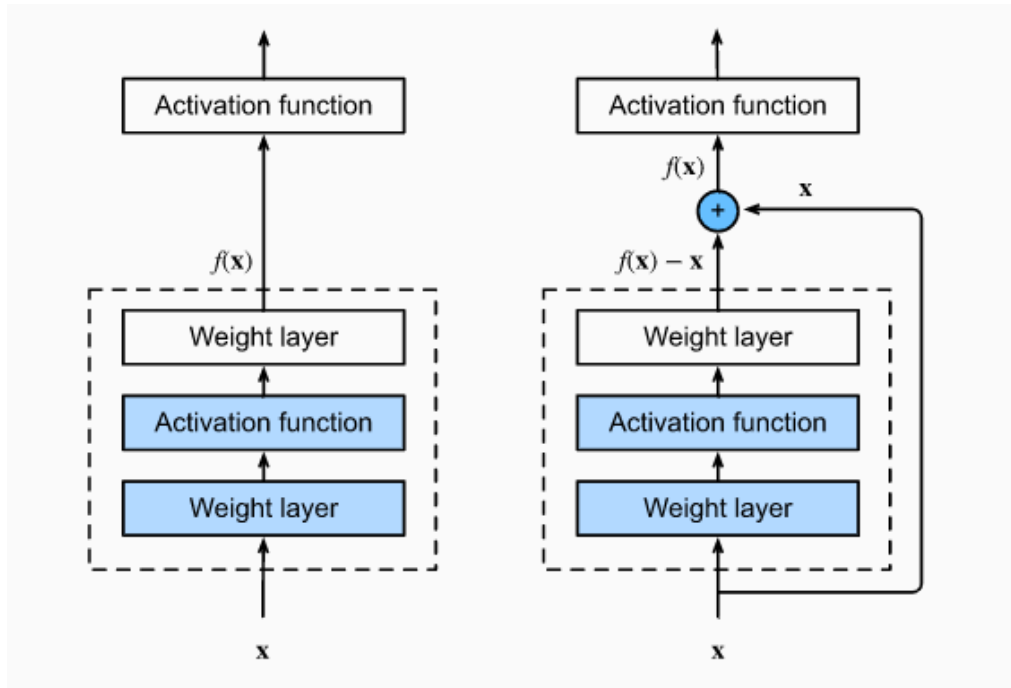 Activation function
f(x)
Weight layer
Activation function
Weight layer
x
Activation function
f(x)
x
+
f(x) − x
Weight layer
Activation function
Weight layer
x